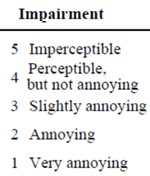 Impairment
5 Imperceptible
4 Perceptible,
but not annoying
3 Slightly annoying
2 Annoying
1 Very annoying